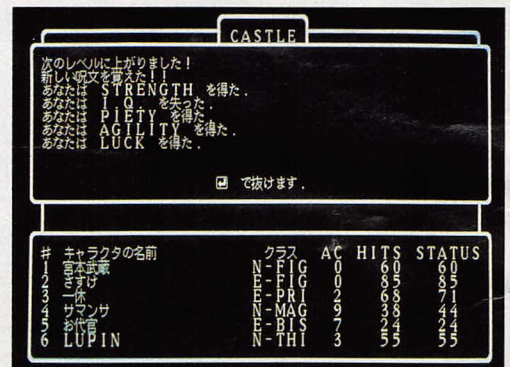 CASTLE
次のレベルに上がりました！
新しい呪文を覚えた！！
あなたは STRENGTH を得た．
あなたは I.Q. を失った．
あなたは PIETY を得た．
あなたは AGILITY を得た．
あなたは LUCK を得た．
で抜けます．
# キャラクタの名前 クラス AC HITS STATUS
1 宮本武蔵 N-FIG 0 60 60
2 さすけ E-FIG 0 85 85
3 一休 E-PRI 2 68 71
4 サマンサ N-MAG 9 38 44
5 お代官 E-BIS 7 24 24
6 LUPIN N-THI 3 55 55